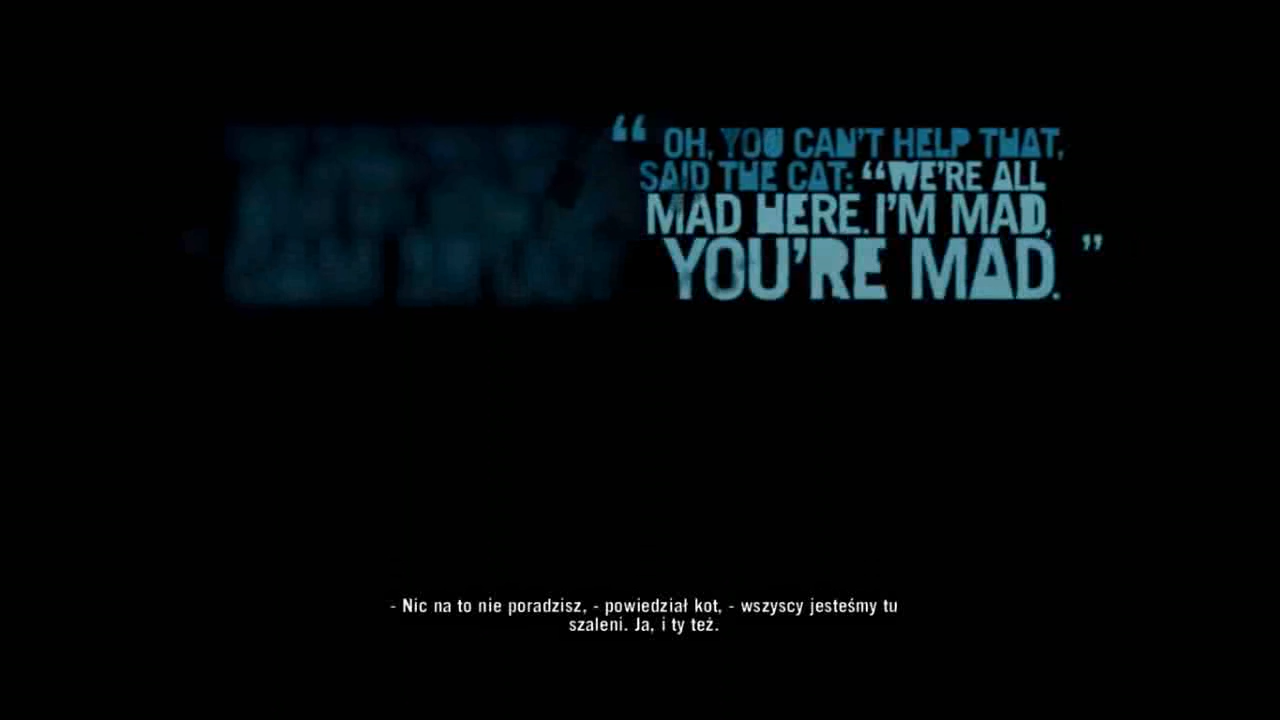 “ OH, YOU CAN'T HELP THAT,
SAID THE CAT: “WE'RE ALL
MAD HERE. I'M MAD,
YOU'RE MAD. ”
- Nic na to nie poradzisz, - powiedział kot, - wszyscy jesteśmy tu
szaleni. Ja, i ty też.